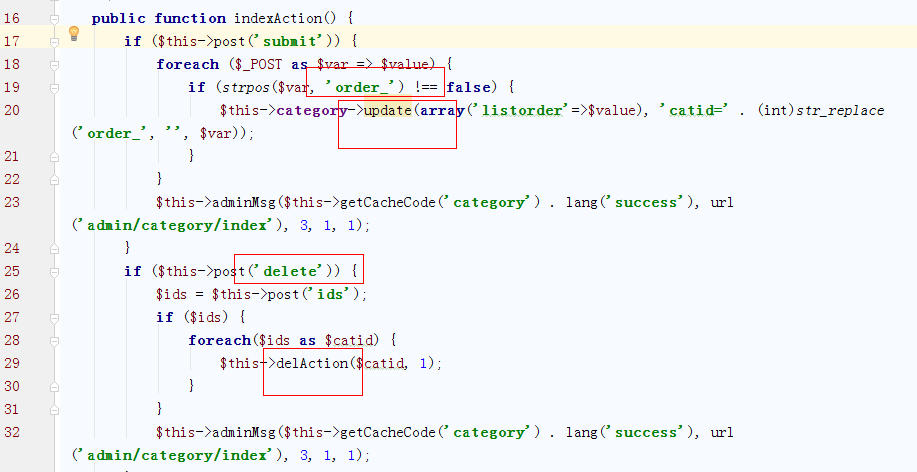 16 public function indexAction() {
17 if ($this->post('submit')) {
18 foreach ($_POST as $var => $value) {
19 if (strpos($var, 'order_') !== false) {
20 $this->category->update(array('listorder'=>$value), 'catid=' . (int)str_replace
('order_', '', $var));
21 }
22 }
23 $this->adminMsg($this->getCacheCode('category') . lang('success'), url
('admin/category/index'), 3, 1, 1);
24 }
25 if ($this->post('delete')) {
26 $ids = $this->post('ids');
27 if ($ids) {
28 foreach($ids as $catid) {
29 $this->delAction($catid, 1);
30 }
31 }
32 $this->adminMsg($this->getCacheCode('category') . lang('success'), url
('admin/category/index'), 3, 1, 1);